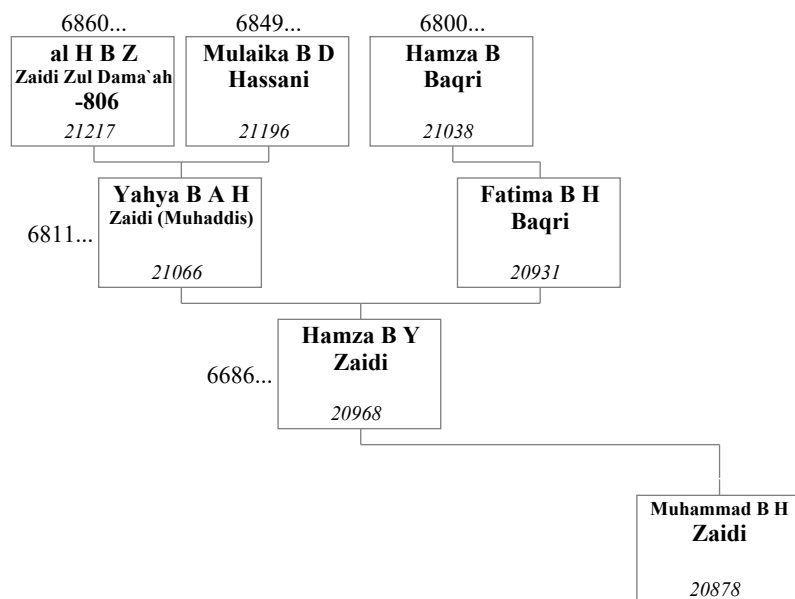 6860...
6849...
6800...
al H B Z
Zaidi Zul Dama`ah
-806
21217
Mulaika B D
Hassani
21196
Hamza B
Baqri
21038
6811...
Yahya B A H
Zaidi (Muhaddis)
21066
Fatima B H
Baqri
20931
6686...
Hamza B Y
Zaidi
20968
Muhammad B H
Zaidi
20878